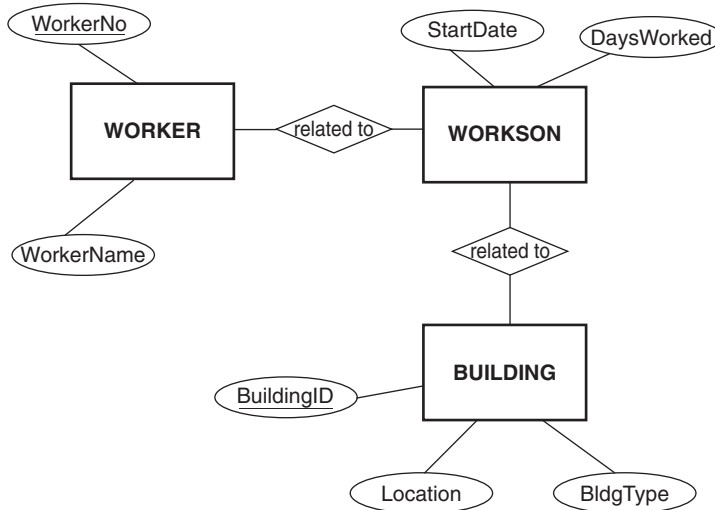 WorkerNo
StartDate
DaysWorked
WORKER
related to
WORKSON
WorkerName
related to
BUILDING
BuildingID
Location
BldgType